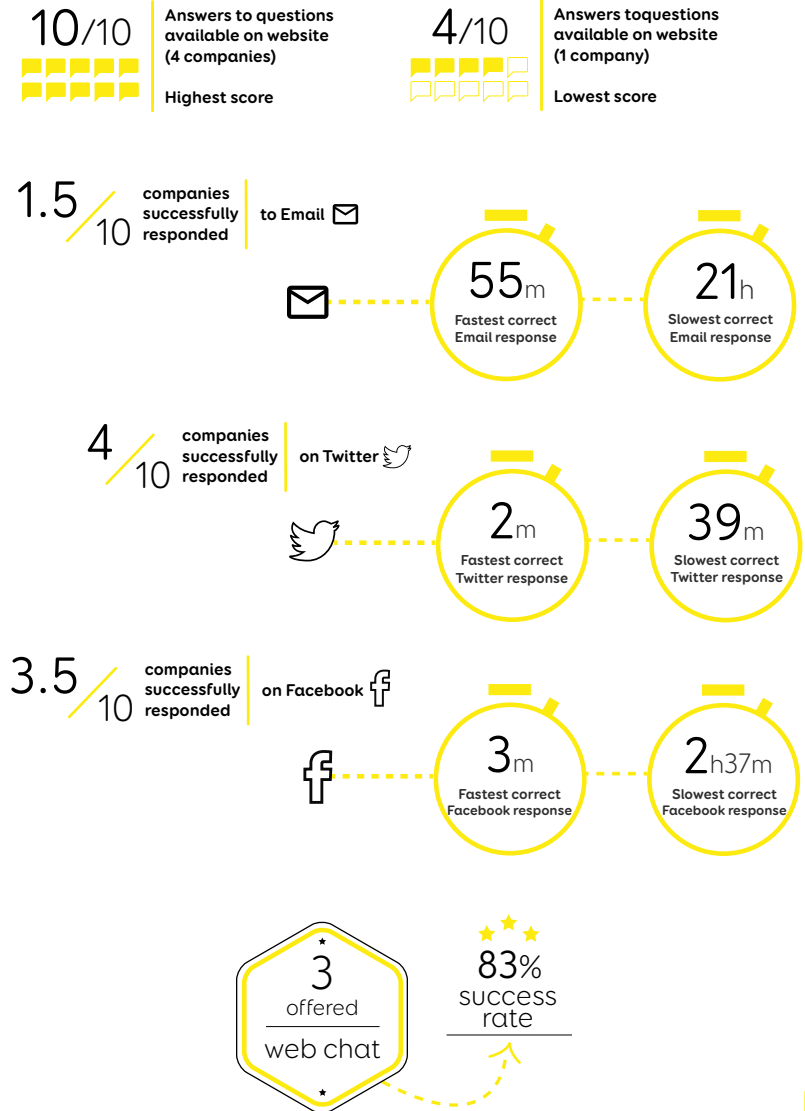 10/10
Answers to questions
available on website
(4 companies)
Highest score
4/10
Answers toquestions
available on website
(1 company)
Lowest score
1.5/10
companies
successfully
responded
to Email
55m
Fastest correct
Email response
21h
Slowest correct
Email response
4/10
companies
successfully
responded
on Twitter
2m
Fastest correct
Twitter response
39m
Slowest correct
Twitter response
3.5/10
companies
successfully
responded
on Facebook
3m
Fastest correct
Facebook response
2h37m
Slowest correct
Facebook response
3
offered
web chat
83%
success
rate